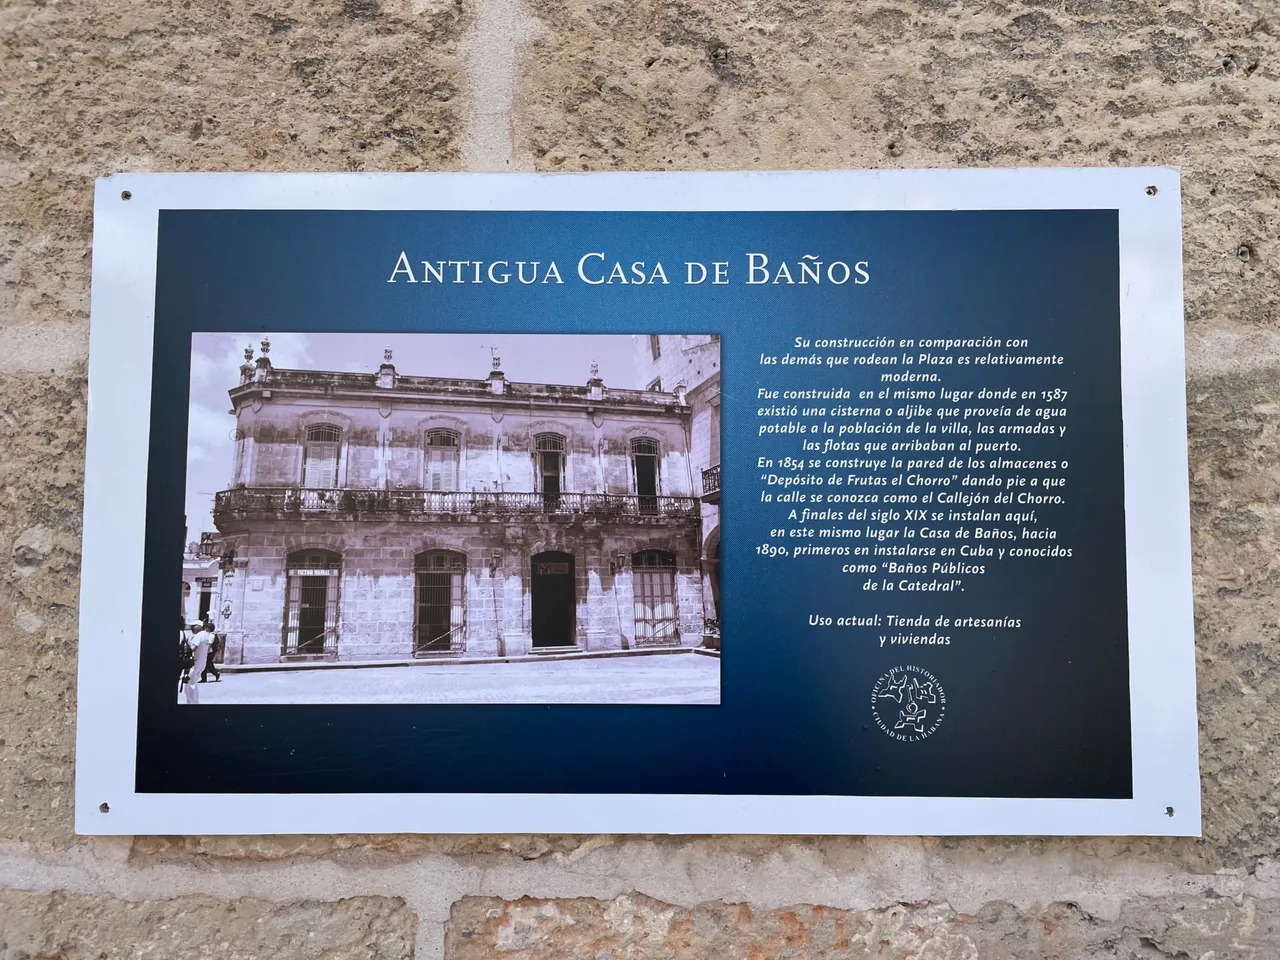 Antigua Casa de Baños
Su construcción en comparación con
las demás que rodean la Plaza es relativamente
moderna.
Fue construida en el mismo lugar donde en 1587
existió una cisterna o aljibe que proveía de agua
potable a la población de la villa, las armadas y
las flotas que arribaban al puerto.
En 1854 se construye la pared de los almacenes o
“Depósito de Frutas el Chorro” dando pie a que
la calle se conozca como el Callejón del Chorro.
A finales del siglo XIX se instalan aquí,
en este mismo lugar la Casa de Baños, hacia
1890, primeros en instalarse en Cuba y conocidos
como “Baños Públicos
de la Catedral”.
Uso actual: Tienda de artesanías
y viviendas
OFICINA DEL HISTORIADOR
CIUDAD DE LA HABANA